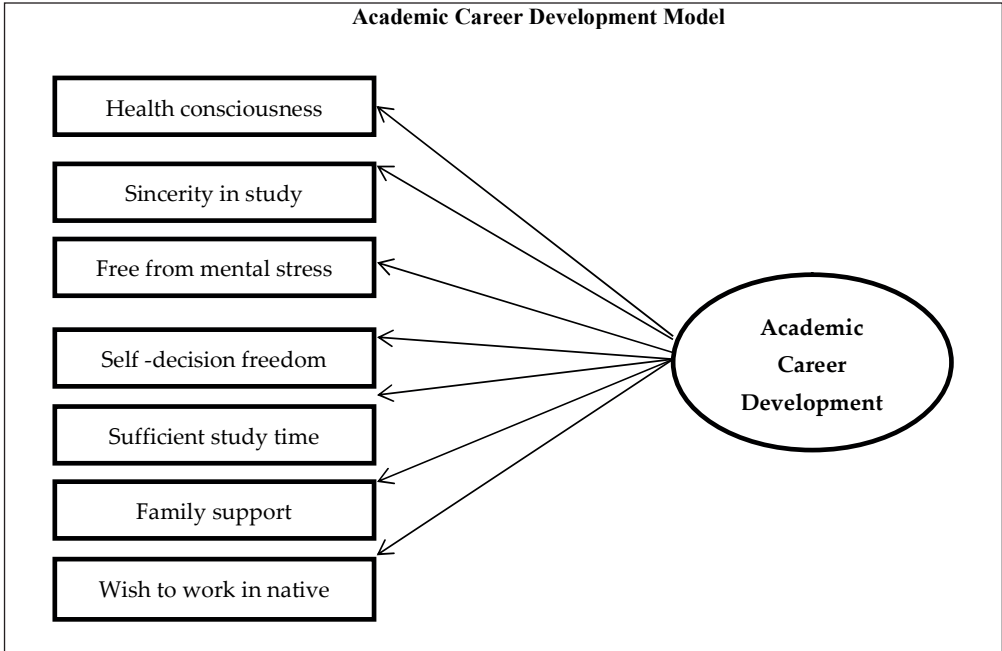 Academic Career Development Model
Health consciousness
Sincerity in study
Free from mental stress
Self -decision freedom
Sufficient study time
Family support
Wish to work in native
Academic
Career
Development